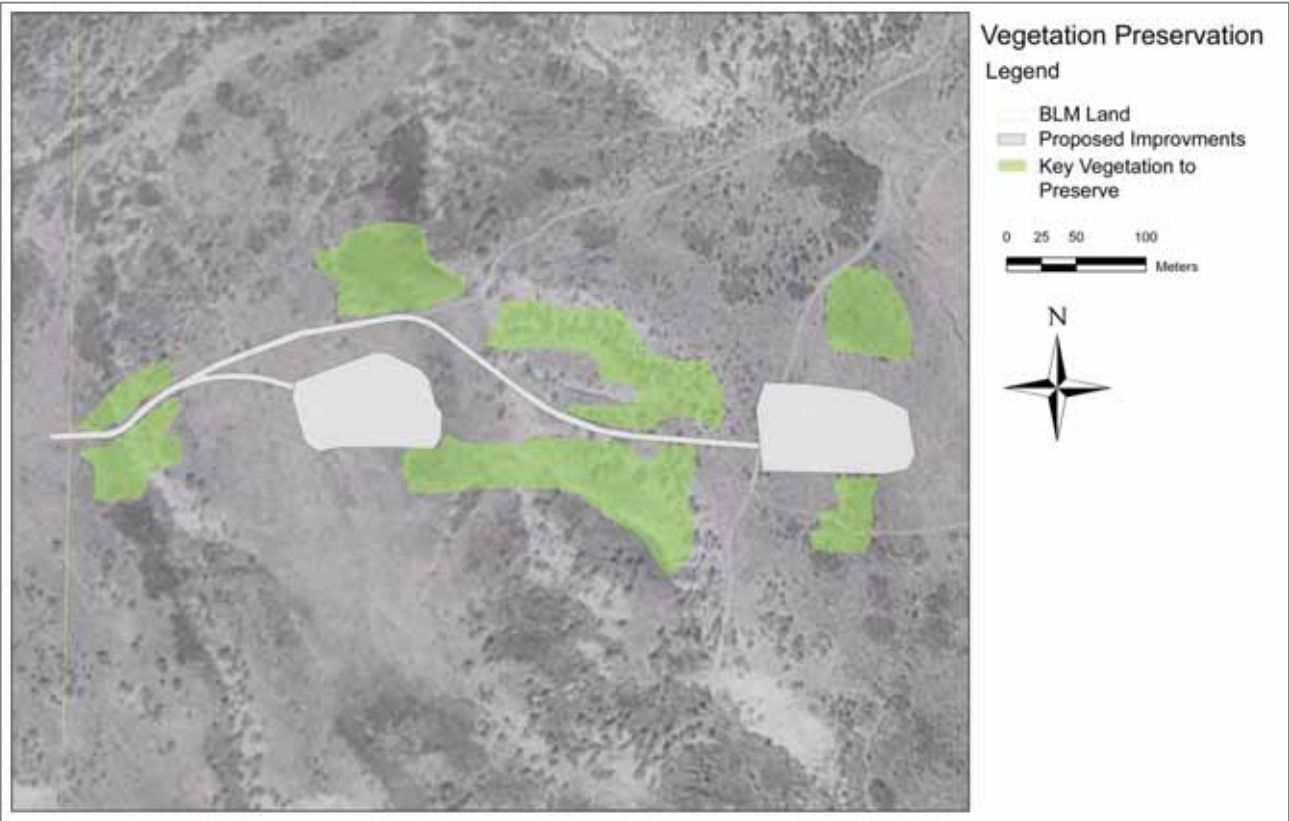 Vegetation Preservation
Legend
BLM Land
Proposed Improvments
Key Vegetation to
Preserve
0 25 50 100
Meters
N